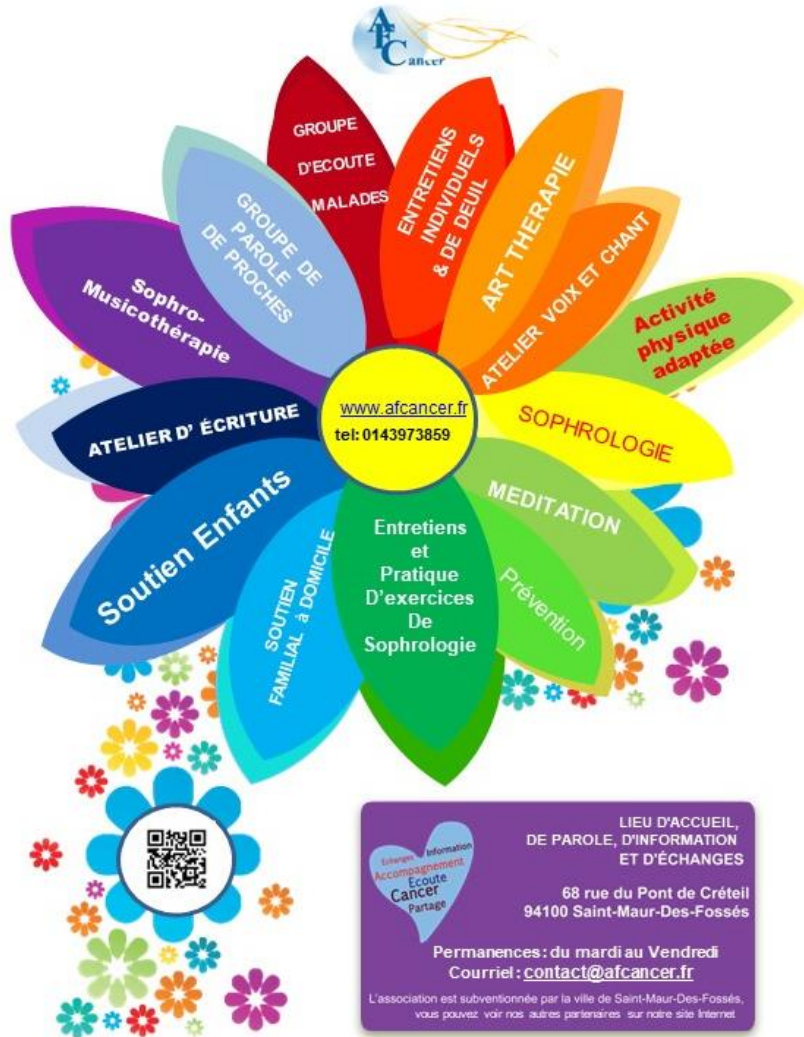 AFCancer
GROUPE
D'ECOUTE
MALADES
ENTRETIENS
INDIVIDUELS
& DE DEUIL
ART THERAPIE
ATELIER VOIX ET CHANT
Activité
physique
adaptée
SOPHROLOGIE
MEDITATION
Prévention
Entretiens
et
Pratique
D'exercices
De
Sophrologie
SOUTIEN
FAMILIAL à DOMICILE
Soutien Enfants
ATELIER D' ÉCRITURE
Sophro-
Musicothérapie
GROUPE DE
PAROLE
DE PROCHES
www.afcancer.fr
tel: 0143973859
Echanges Information
Accompagnement
Ecoute
Cancer
Partage
LIEU D'ACCUEIL,
DE PAROLE, D'INFORMATION
ET D'ÉCHANGES
68 rue du Pont de Créteil
94100 Saint-Maur-Des-Fossés
Permanences : du mardi au Vendredi
Courriel : contact@afcancer.fr
L'association est subventionnée par la ville de Saint-Maur-Des-Fossés,
vous pouvez voir nos autres partenaires sur notre site Internet